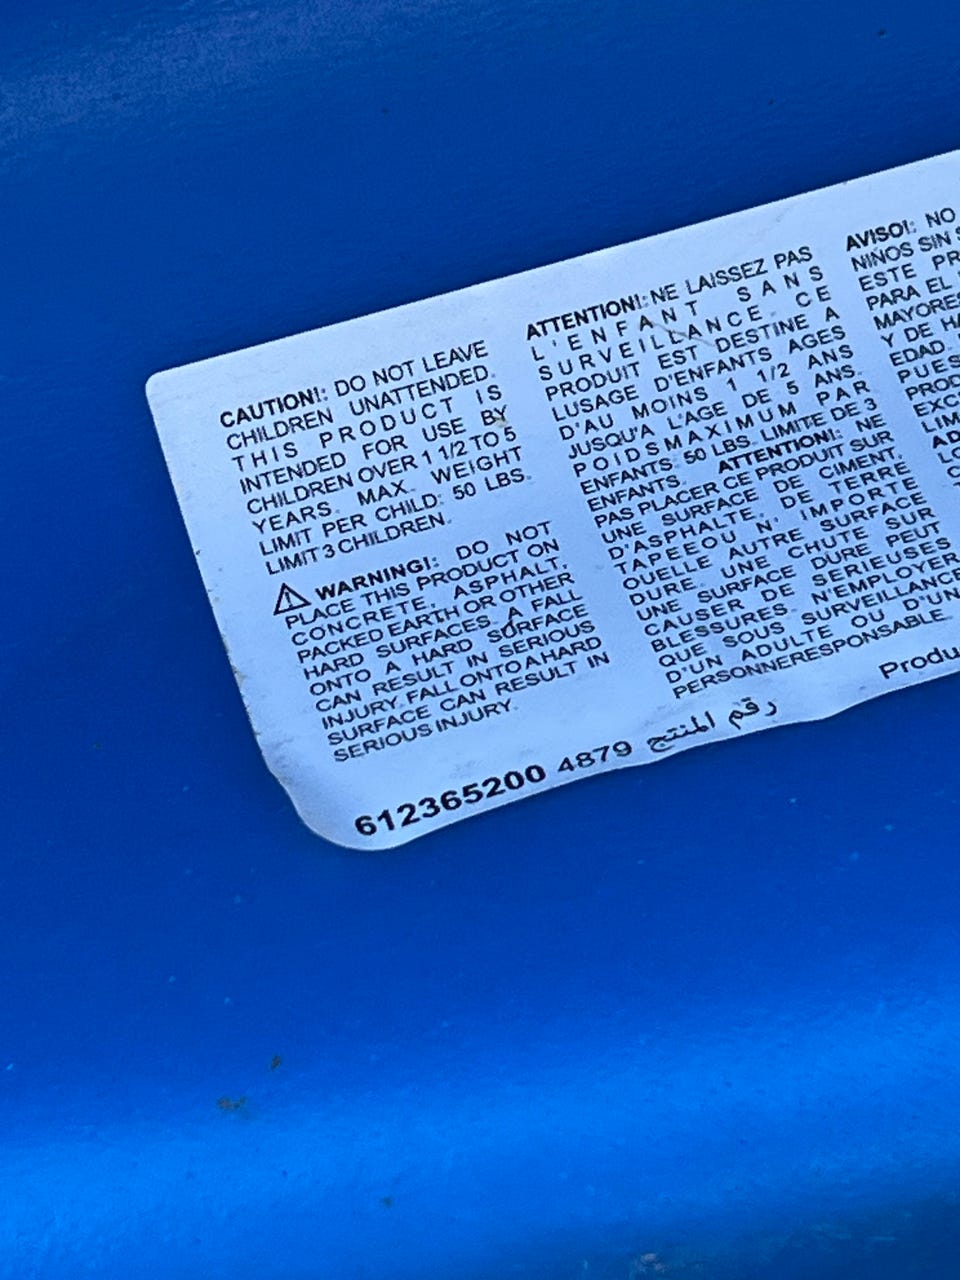 CAUTION!: DO NOT LEAVE
CHILDREN UNATTENDED.
THIS PRODUCT IS
INTENDED FOR USE BY
CHILDREN OVER 1 1/2 TO 5
YEARS. MAX. WEIGHT
LIMIT PER CHILD: 50 LBS.
LIMIT 3 CHILDREN.
⚠ WARNING!: DO NOT
PLACE THIS PRODUCT ON
CONCRETE, ASPHALT,
PACKED EARTH OR OTHER
HARD SURFACES. A FALL
ONTO A HARD SURFACE
CAN RESULT IN SERIOUS
INJURY. FALL ONTO A HARD
SURFACE CAN RESULT IN
SERIOUS INJURY.
ATTENTION!: NE LAISSEZ PAS
L'ENFANT SANS
SURVEILLANCE. CE
PRODUIT EST DESTINE A
LUSAGE D'ENFANTS AGES
D'AU MOINS 1 1/2 ANS
JUSQU'A L'AGE DE 5 ANS.
POIDS MAXIMUM PAR
ENFANTS: 50 LBS. LIMITE DE 3
ENFANTS. ATTENTION!: NE
PAS PLACER CE PRODUIT SUR
UNE SURFACE DE CIMENT,
D'ASPHALTE, DE TERRE
TAPEEOU N' IMPORTE
QUELLE AUTRE SURFACE
DURE. UNE CHUTE SUR
UNE SURFACE DURE PEUT
CAUSER DE SERIEUSES
BLESSURES. N'EMPLOYER
QUE SOUS SURVEILLANCE
D'UN ADULTE OU D'UN
PERSONNERESPONSABLE.
AVISO!: NO
NIÑOS SIN
ESTE
PARA EL
MAYORES
Y DE
EDAD.
612365200 4879 رقم المنتج